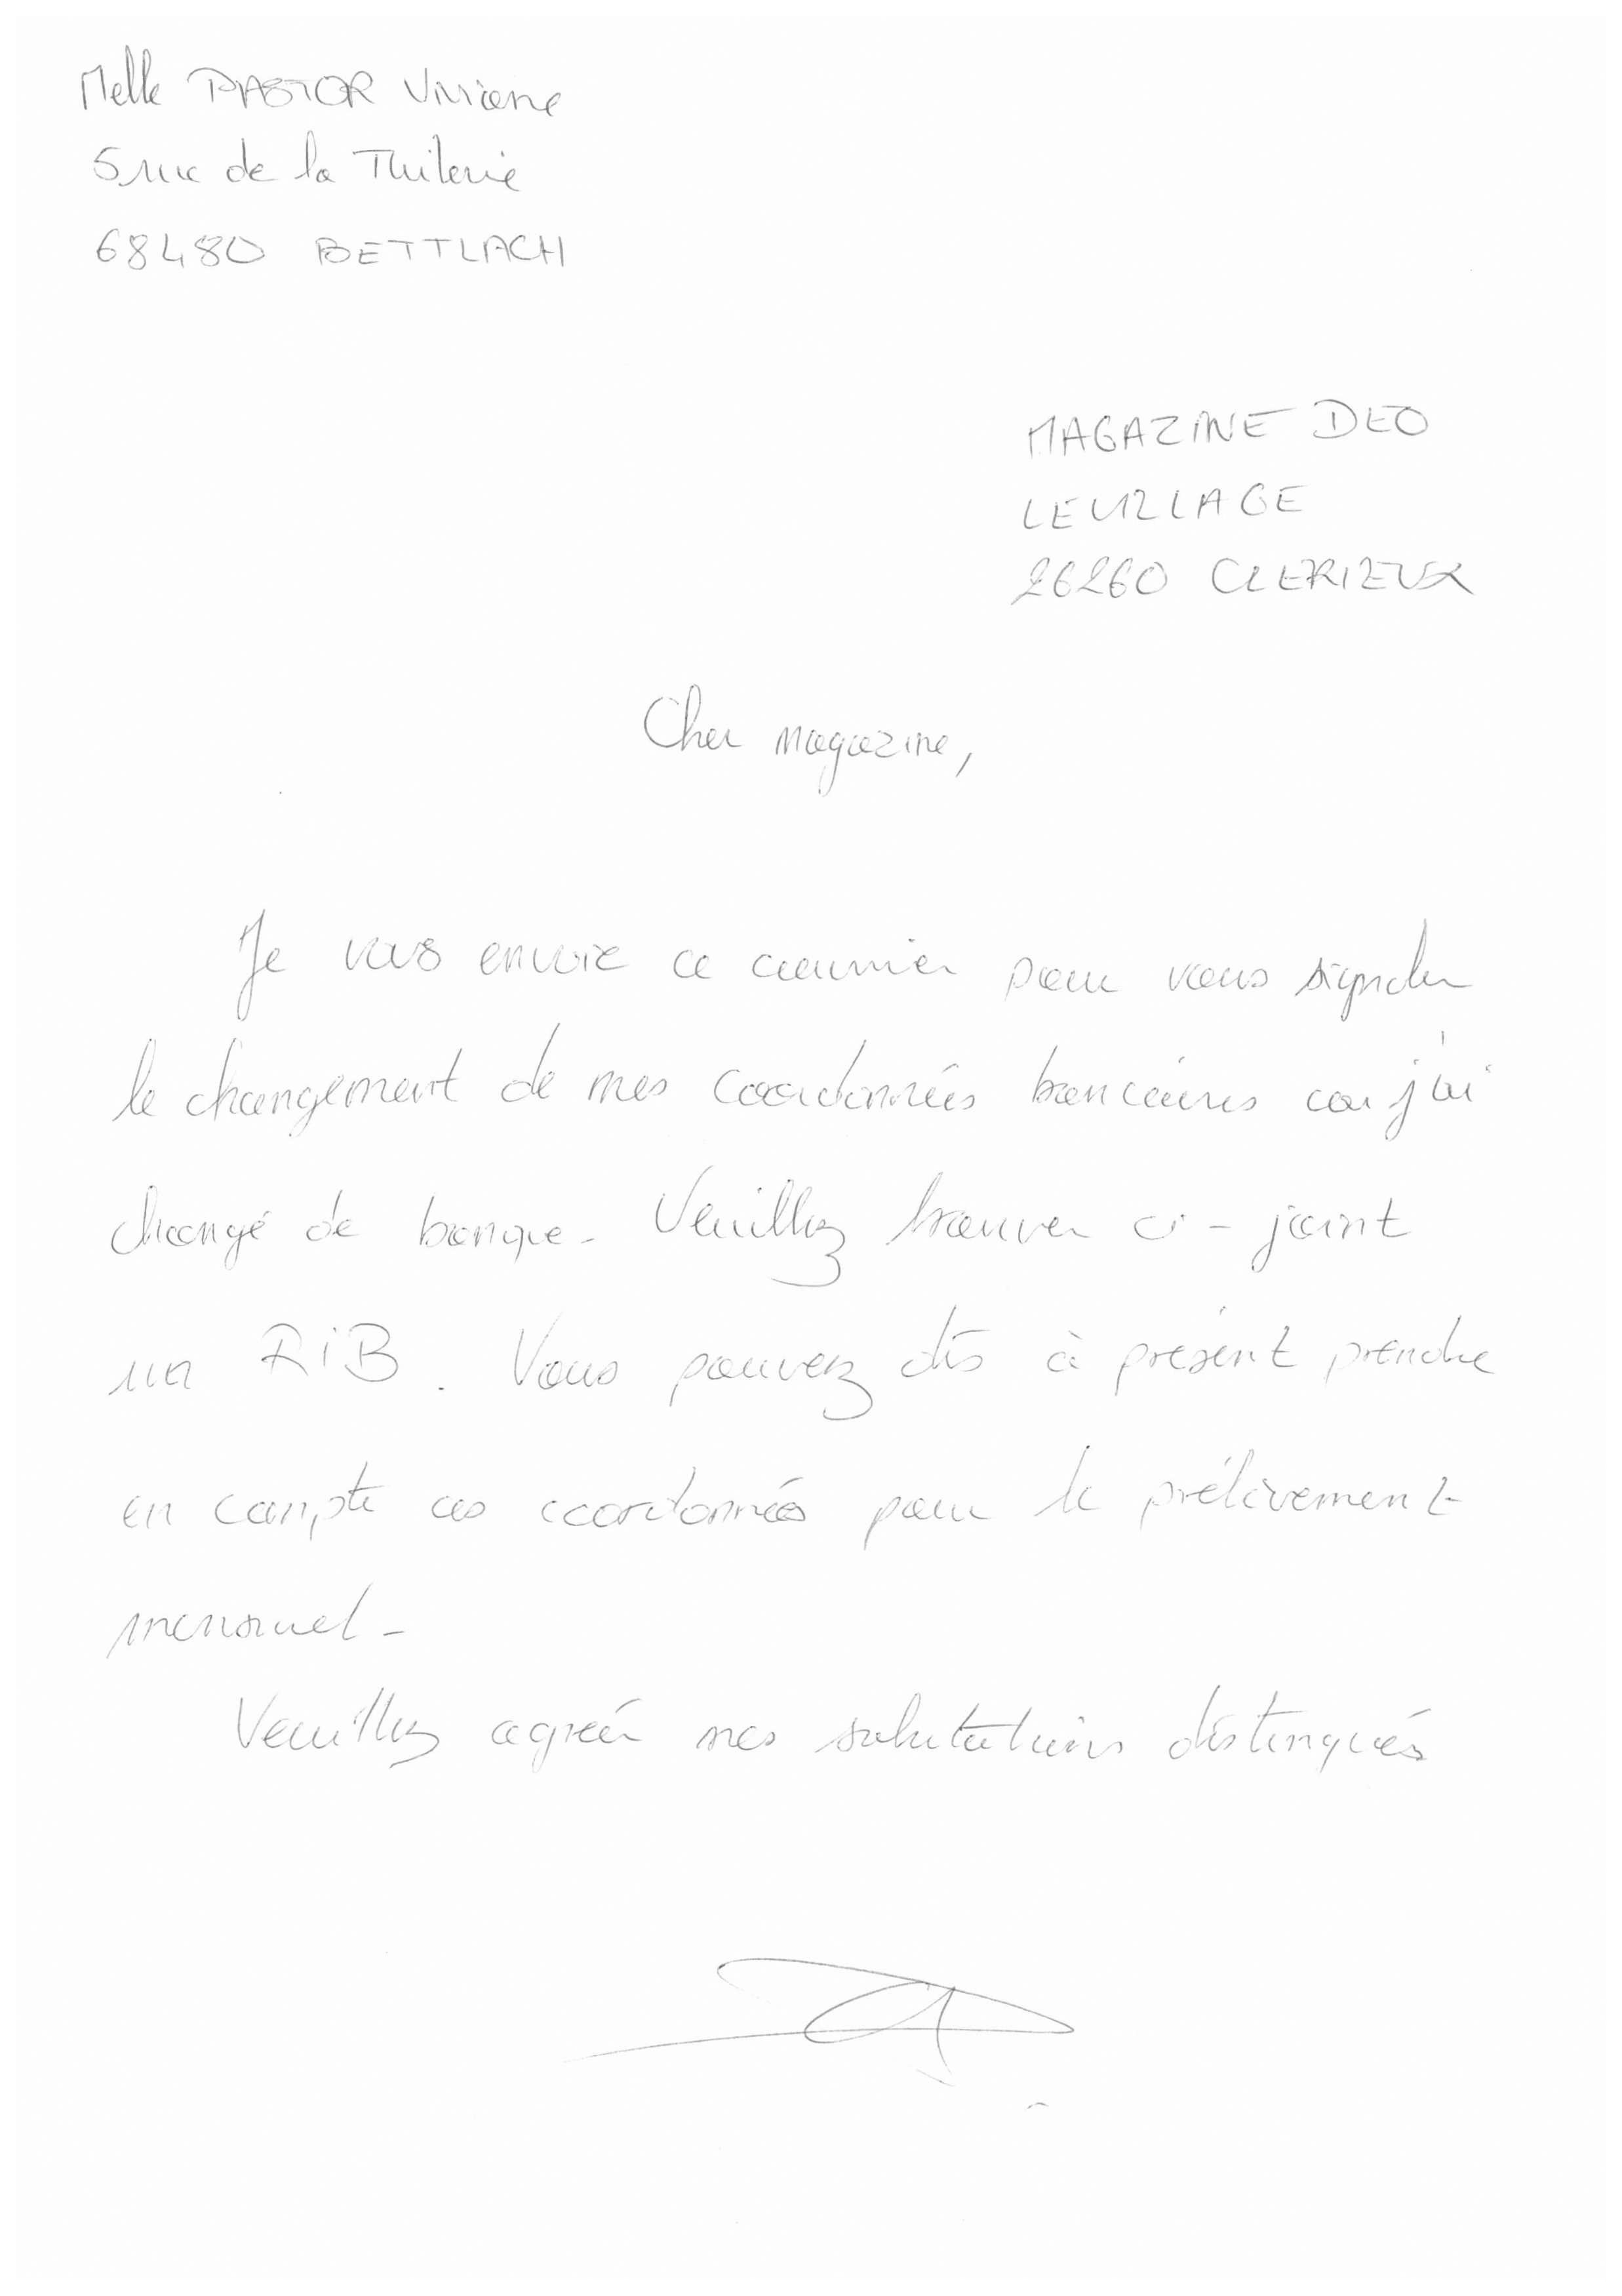 Melle PASTOR Viviane
5 rue de la Thilerie
68480 BETTLACH
MAGAZINE DEO
LE VILLAGE
26260 CLERIEUX
Cher magazine,
Je vous envoie ce courrier pour vous signaler
le changement de mes coordonnées bancaires car j'ai
changé de banque. Veuillez trouver ci-joint
un RIB. Vous pouvez dès à présent prendre
en compte ces coordonnées pour le prélèvement
mensuel.
Veuillez agréer mes salutations distinguées